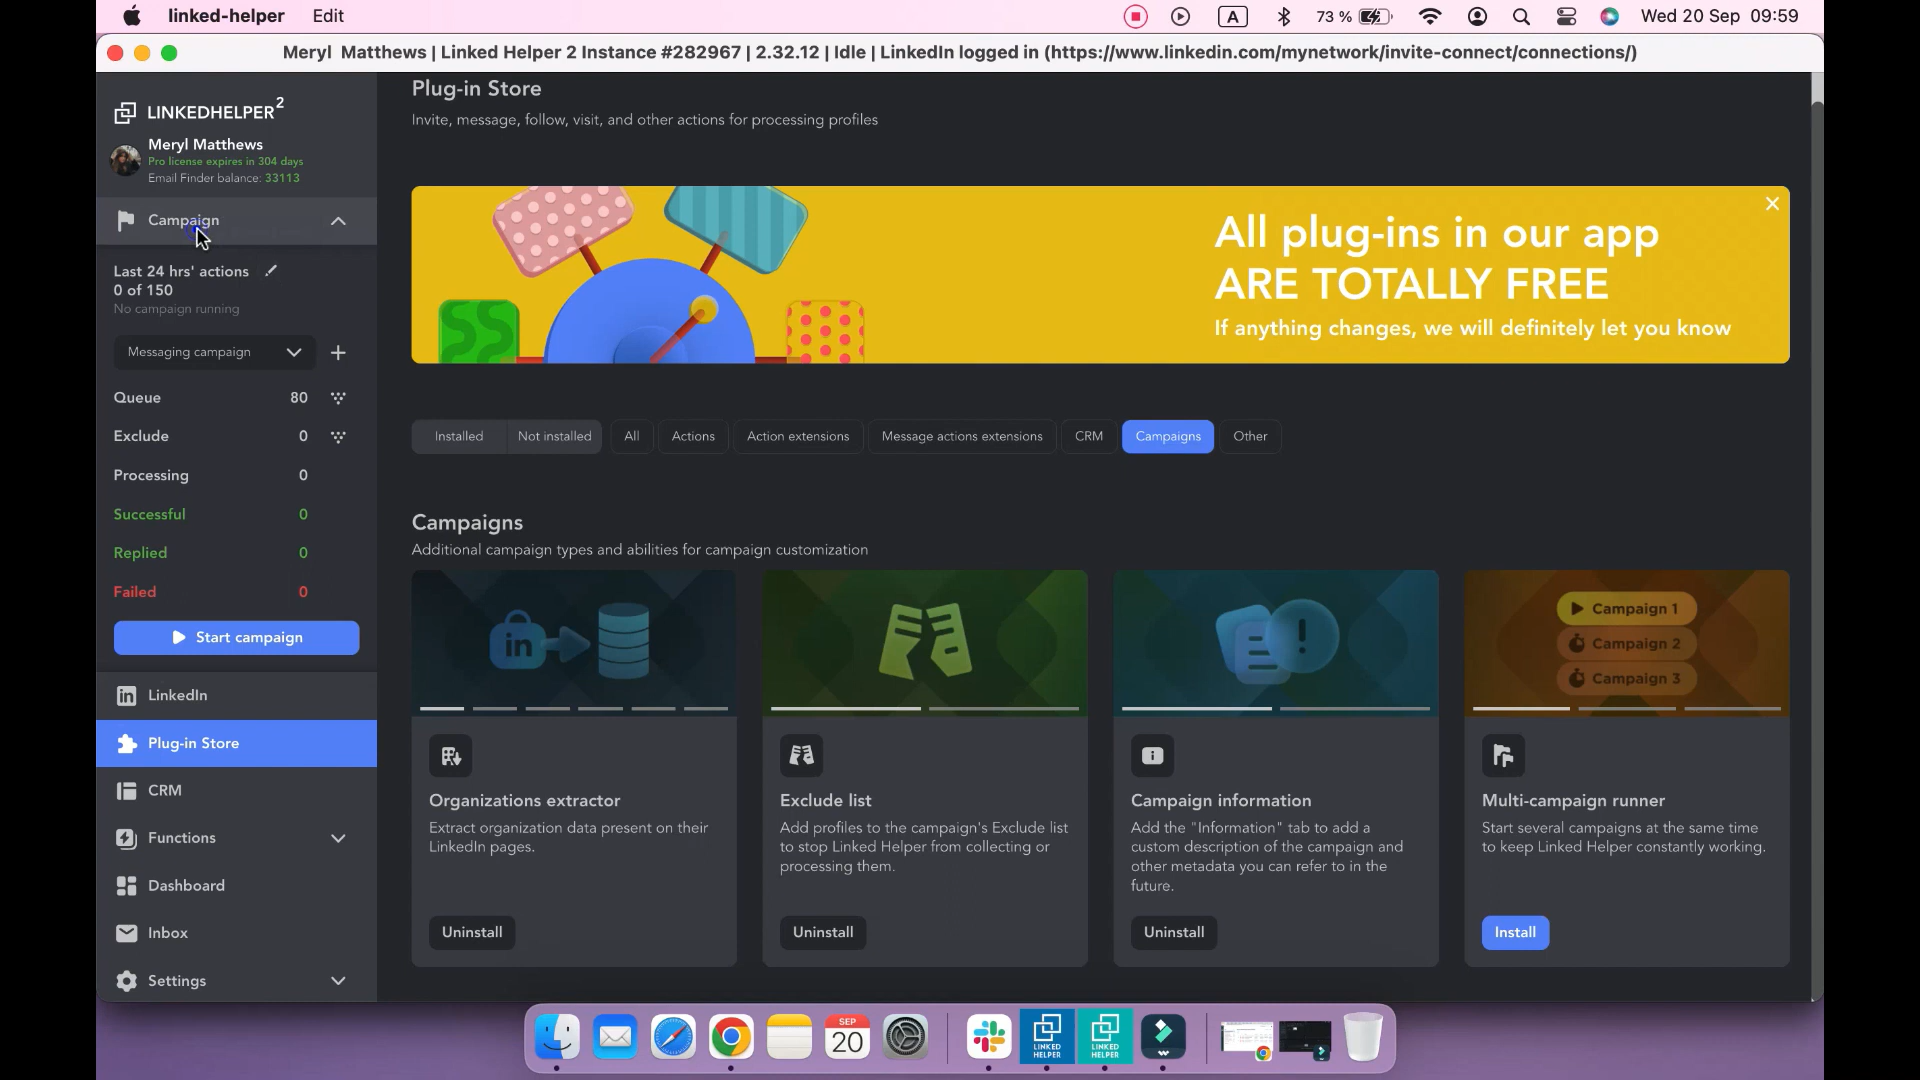 linked-helper Edit
A 73 % Wed 20 Sep 09:59
Meryl Matthews | Linked Helper 2 Instance #282967 | 2.32.12 | Idle | LinkedIn logged in (https://www.linkedin.com/mynetwork/invite-connect/connections/)
LINKEDHELPER2
Meryl Matthews
Pro license expires in 304 days
Email Finder balance: 33113
Campaign
Last 24 hrs' actions
0 of 150
No campaign running
Messaging campaign
Queue 80
Exclude 0
Processing 0
Successful 0
Replied 0
Failed 0
Start campaign
LinkedIn
Plug-in Store
CRM
Functions
Dashboard
Inbox
Settings
Plug-in Store
Invite, message, follow, visit, and other actions for processing profiles
All plug-ins in our app
ARE TOTALLY FREE
If anything changes, we will definitely let you know
Installed Not installed All Actions Action extensions Message actions extensions CRM Campaigns Other
Campaigns
Additional campaign types and abilities for campaign customization
in
Organizations extractor
Extract organization data present on their
LinkedIn pages.
Uninstall
Exclude list
Add profiles to the campaign's Exclude list
to stop Linked Helper from collecting or
processing them.
Uninstall
Campaign information
Add the "Information" tab to add a
custom description of the campaign and
other metadata you can refer to in the
future.
Uninstall
Campaign 1
Campaign 2
Campaign 3
Multi-campaign runner
Start several campaigns at the same time
to keep Linked Helper constantly working.
Install
SEP
20
LINKED
HELPER
LINKED
HELPER